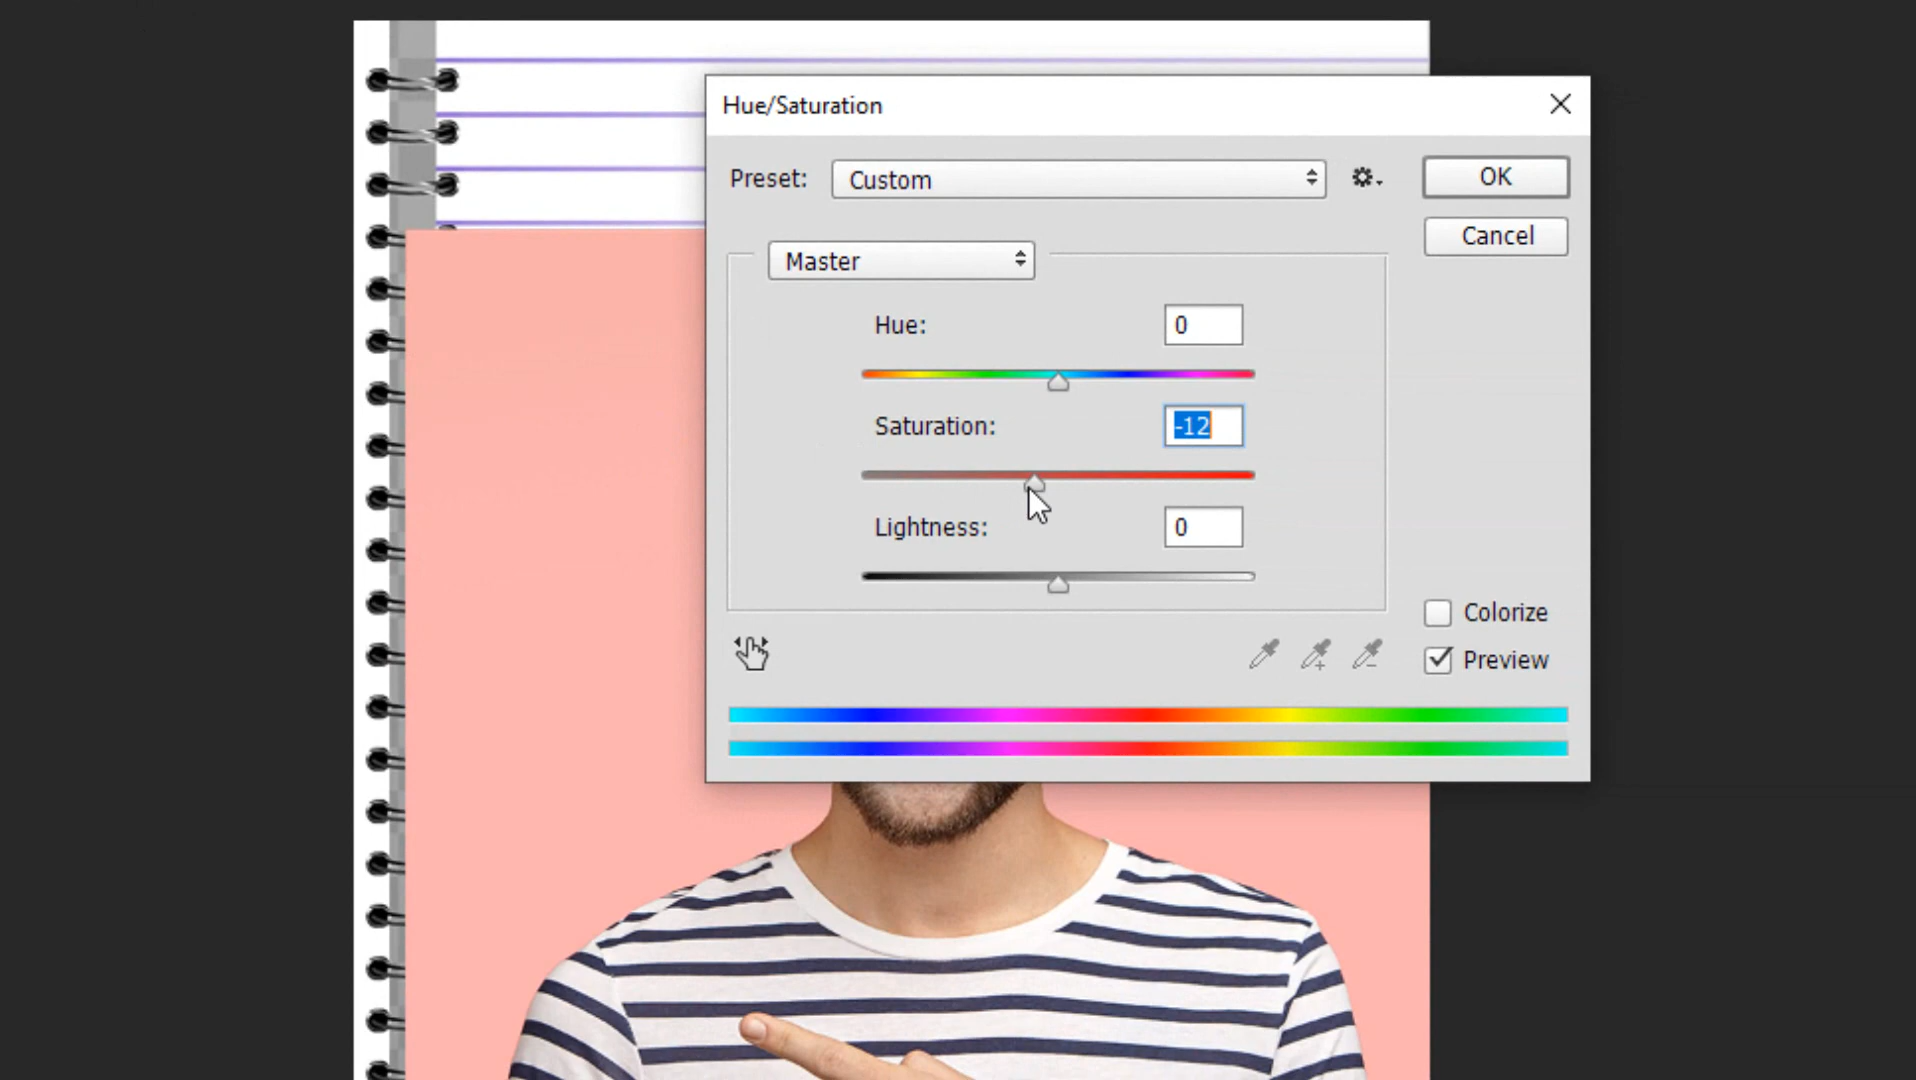 Hue/Saturation
Preset: Custom
OK
Cancel
Master
Hue: 0
Saturation: -12
Lightness: 0
Colorize
Preview